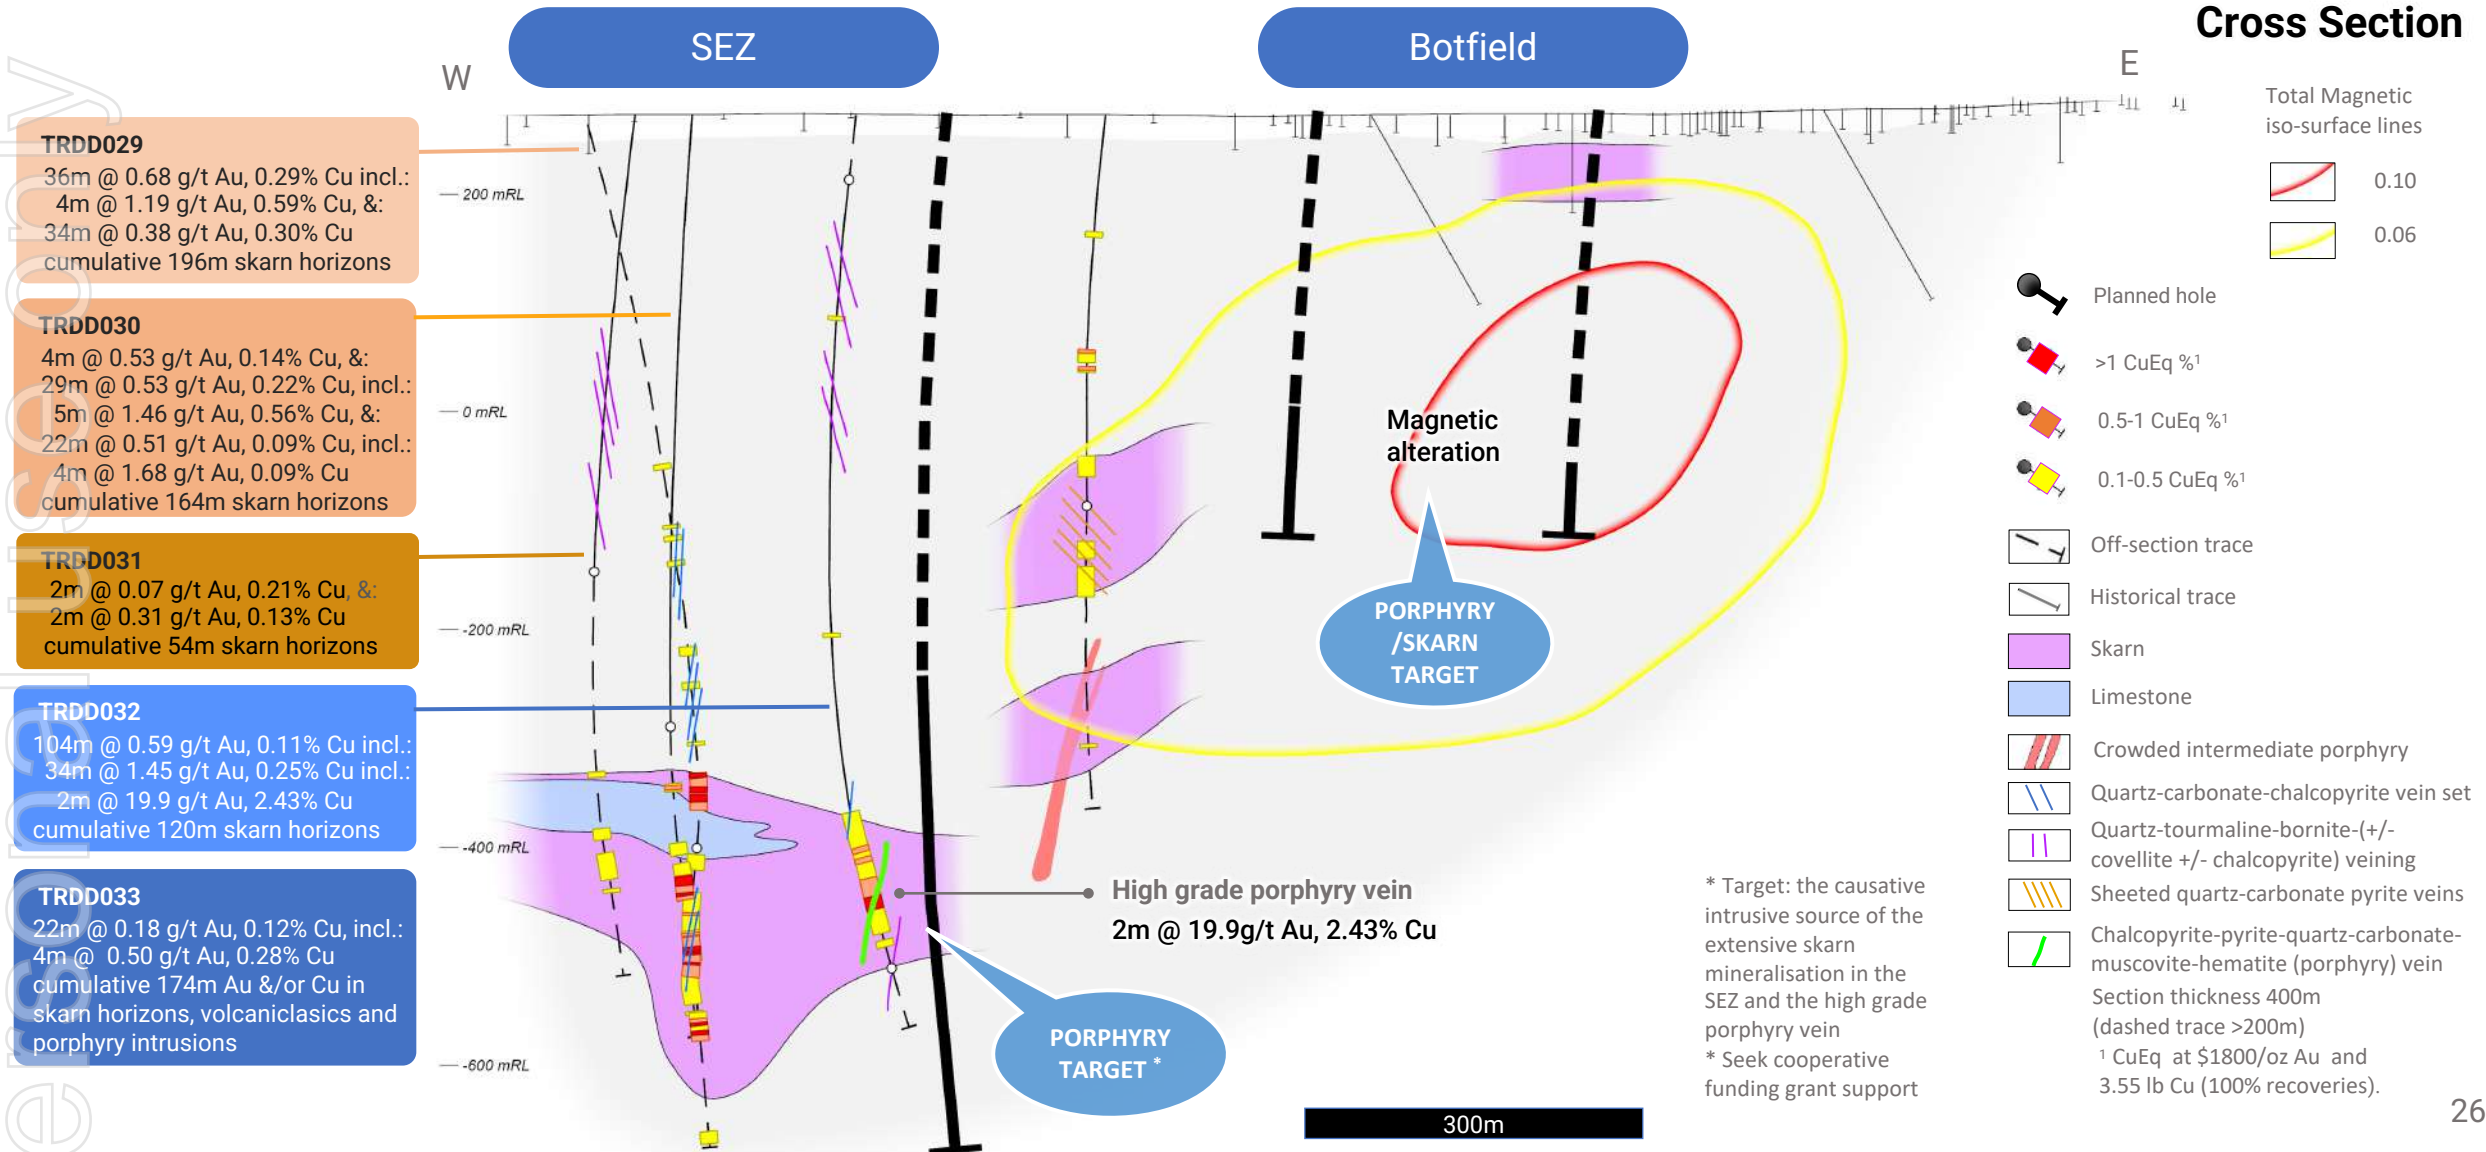 Cross Section
SEZ
Botfield
W
E
Total Magnetic
iso-surface lines
0.10
0.06
Planned hole
>1 CuEq %¹
0.5-1 CuEq %¹
0.1-0.5 CuEq %¹
Off-section trace
Historical trace
Skarn
Limestone
Crowded intermediate porphyry
Quartz-carbonate-chalcopyrite vein set
Quartz-tourmaline-bornite-(+/-
covellite +/- chalcopyrite) veining
Sheeted quartz-carbonate pyrite veins
Chalcopyrite-pyrite-quartz-carbonate-
muscovite-hematite (porphyry) vein
Section thickness 400m
(dashed trace >200m)
¹ CuEq at $1800/oz Au and
3.55 lb Cu (100% recoveries).
TRDD029
36m @ 0.68 g/t Au, 0.29% Cu incl.:
4m @ 1.19 g/t Au, 0.59% Cu, &:
34m @ 0.38 g/t Au, 0.30% Cu
cumulative 196m skarn horizons
TRDD030
4m @ 0.53 g/t Au, 0.14% Cu, &:
29m @ 0.53 g/t Au, 0.22% Cu, incl.:
5m @ 1.46 g/t Au, 0.56% Cu, &:
22m @ 0.51 g/t Au, 0.09% Cu, incl.:
4m @ 1.68 g/t Au, 0.09% Cu
cumulative 164m skarn horizons
TRDD031
2m @ 0.07 g/t Au, 0.21% Cu, &:
2m @ 0.31 g/t Au, 0.13% Cu
cumulative 54m skarn horizons
TRDD032
104m @ 0.59 g/t Au, 0.11% Cu incl.:
34m @ 1.45 g/t Au, 0.25% Cu incl.:
2m @ 19.9 g/t Au, 2.43% Cu
cumulative 120m skarn horizons
TRDD033
22m @ 0.18 g/t Au, 0.12% Cu, incl.:
4m @ 0.50 g/t Au, 0.28% Cu
cumulative 174m Au &/or Cu in
skarn horizons, volcaniclasics and
porphyry intrusions
200 mRL
0 mRL
-200 mRL
-400 mRL
-600 mRL
Magnetic
alteration
PORPHYRY
/SKARN
TARGET
High grade porphyry vein
2m @ 19.9g/t Au, 2.43% Cu
PORPHYRY
TARGET *
* Target: the causative
intrusive source of the
extensive skarn
mineralisation in the
SEZ and the high grade
porphyry vein
* Seek cooperative
funding grant support
300m
26
ersonal use only